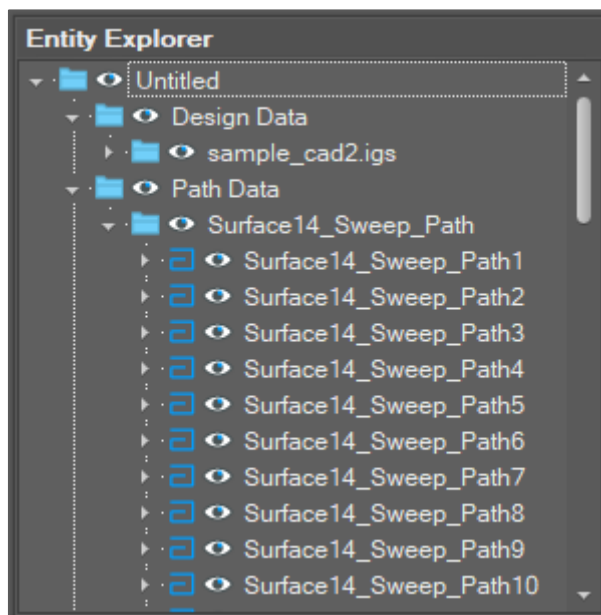 Entity Explorer
Untitled
Design Data
sample_cad2.igs
Path Data
Surface14_Sweep_Path
Surface14_Sweep_Path1
Surface14_Sweep_Path2
Surface14_Sweep_Path3
Surface14_Sweep_Path4
Surface14_Sweep_Path5
Surface14_Sweep_Path6
Surface14_Sweep_Path7
Surface14_Sweep_Path8
Surface14_Sweep_Path9
Surface14_Sweep_Path10